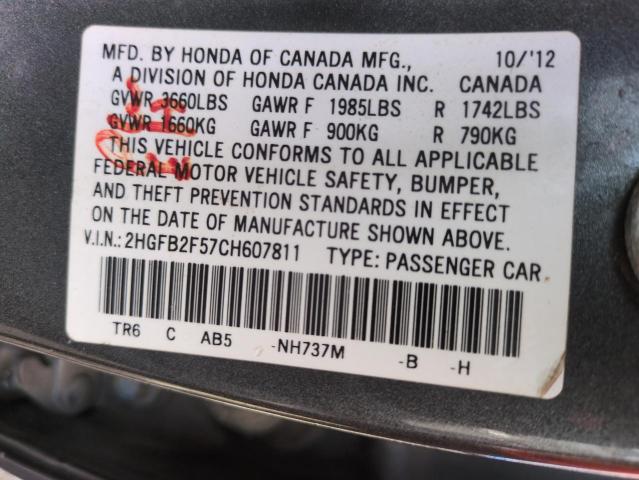 MFD. BY HONDA OF CANADA MFG., 10/'12
A DIVISION OF HONDA CANADA INC. CANADA
GVWR 3660LBS GAWR F 1985LBS R 1742LBS
GVWR 1660KG GAWR F 900KG R 790KG
THIS VEHICLE CONFORMS TO ALL APPLICABLE
FEDERAL MOTOR VEHICLE SAFETY, BUMPER,
AND THEFT PREVENTION STANDARDS IN EFFECT
ON THE DATE OF MANUFACTURE SHOWN ABOVE.
V.I.N.: 2HGFB2F57CH607811 TYPE: PASSENGER CAR
TR6 C AB5 -NH737M -B -H